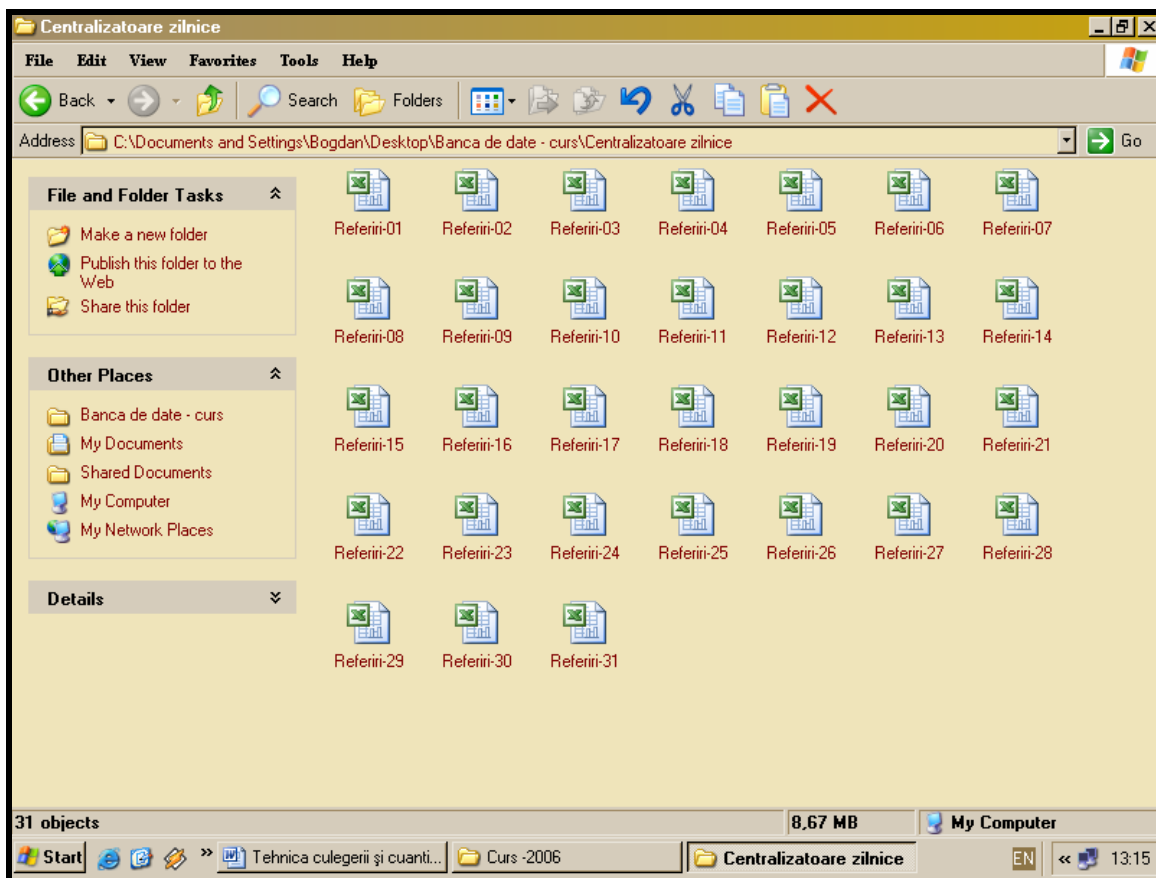 Centralizatoare zilnice
File Edit View Favorites Tools Help
Back Search Folders
Address C:\Documents and Settings\Bogdan\Desktop\Banca de date - curs\Centralizatoare zilnice Go
File and Folder Tasks
Make a new folder
Publish this folder to the
Web
Share this folder
Other Places
Banca de date - curs
My Documents
Shared Documents
My Computer
My Network Places
Details
Referiri-01 Referiri-02 Referiri-03 Referiri-04 Referiri-05 Referiri-06 Referiri-07
Referiri-08 Referiri-09 Referiri-10 Referiri-11 Referiri-12 Referiri-13 Referiri-14
Referiri-15 Referiri-16 Referiri-17 Referiri-18 Referiri-19 Referiri-20 Referiri-21
Referiri-22 Referiri-23 Referiri-24 Referiri-25 Referiri-26 Referiri-27 Referiri-28
Referiri-29 Referiri-30 Referiri-31
31 objects 8,67 MB My Computer
Start Tehnica culegerii şi cuanti... Curs -2006 Centralizatoare zilnice EN 13:15